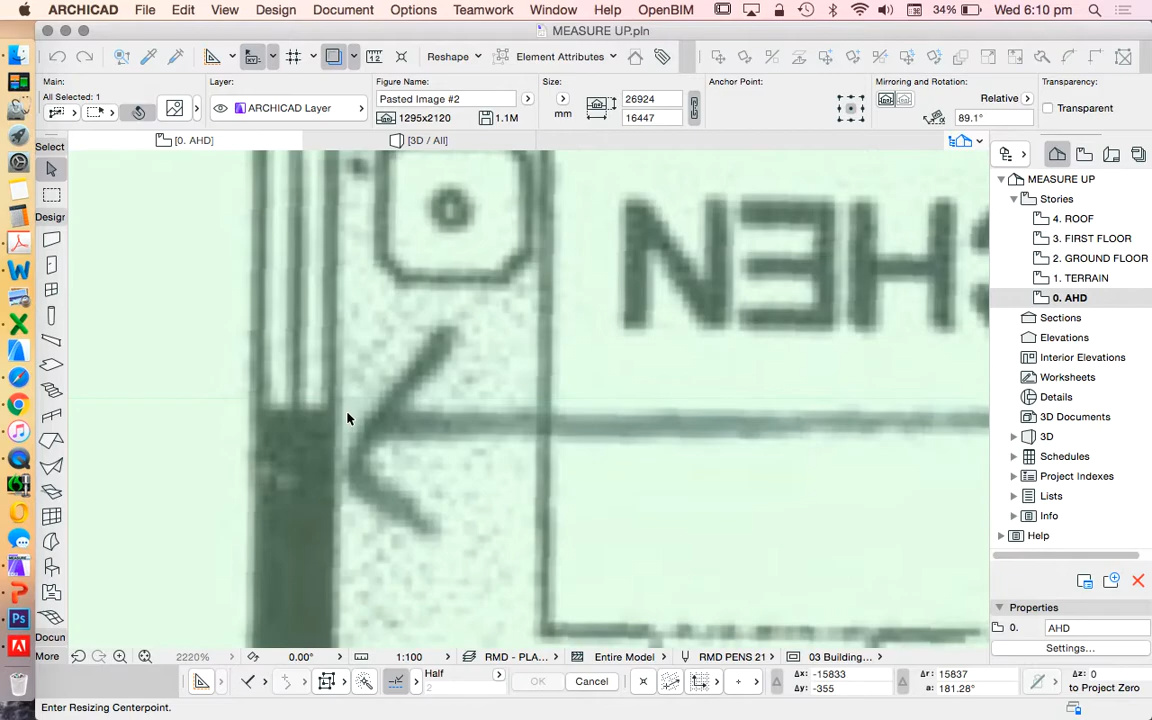 ARCHICAD File Edit View Design Document Options Teamwork Window Help OpenBIM 34% Wed 6:10 pm
MEASURE UP.pln
Reshape Element Attributes
Main: Layer: Figure Name: Size: Anchor Point: Mirroring and Rotation: Transparency:
All Selected: 1 ARCHICAD Layer Pasted Image #2 mm 26924 Relative Transparent
1295x2120 1.1M 16447 89.1°
[0. AHD] [3D / All]
Select
Design
Docun
More
HEN
MEASURE UP
Stories
4. ROOF
3. FIRST FLOOR
2. GROUND FLOOR
1. TERRAIN
0. AHD
Sections
Elevations
Interior Elevations
Worksheets
Details
3D Documents
3D
Schedules
Project Indexes
Lists
Info
Help
Properties
0. AHD
Settings...
2220% 0.00° 1:100 RMD - PLA... Entire Model RMD PENS 21 03 Building...
Half
2
OK Cancel
Δx: -15833
Δy: -355
Δr: 15837
a: 181.28°
Δz: 0
to Project Zero
Enter Resizing Centerpoint.